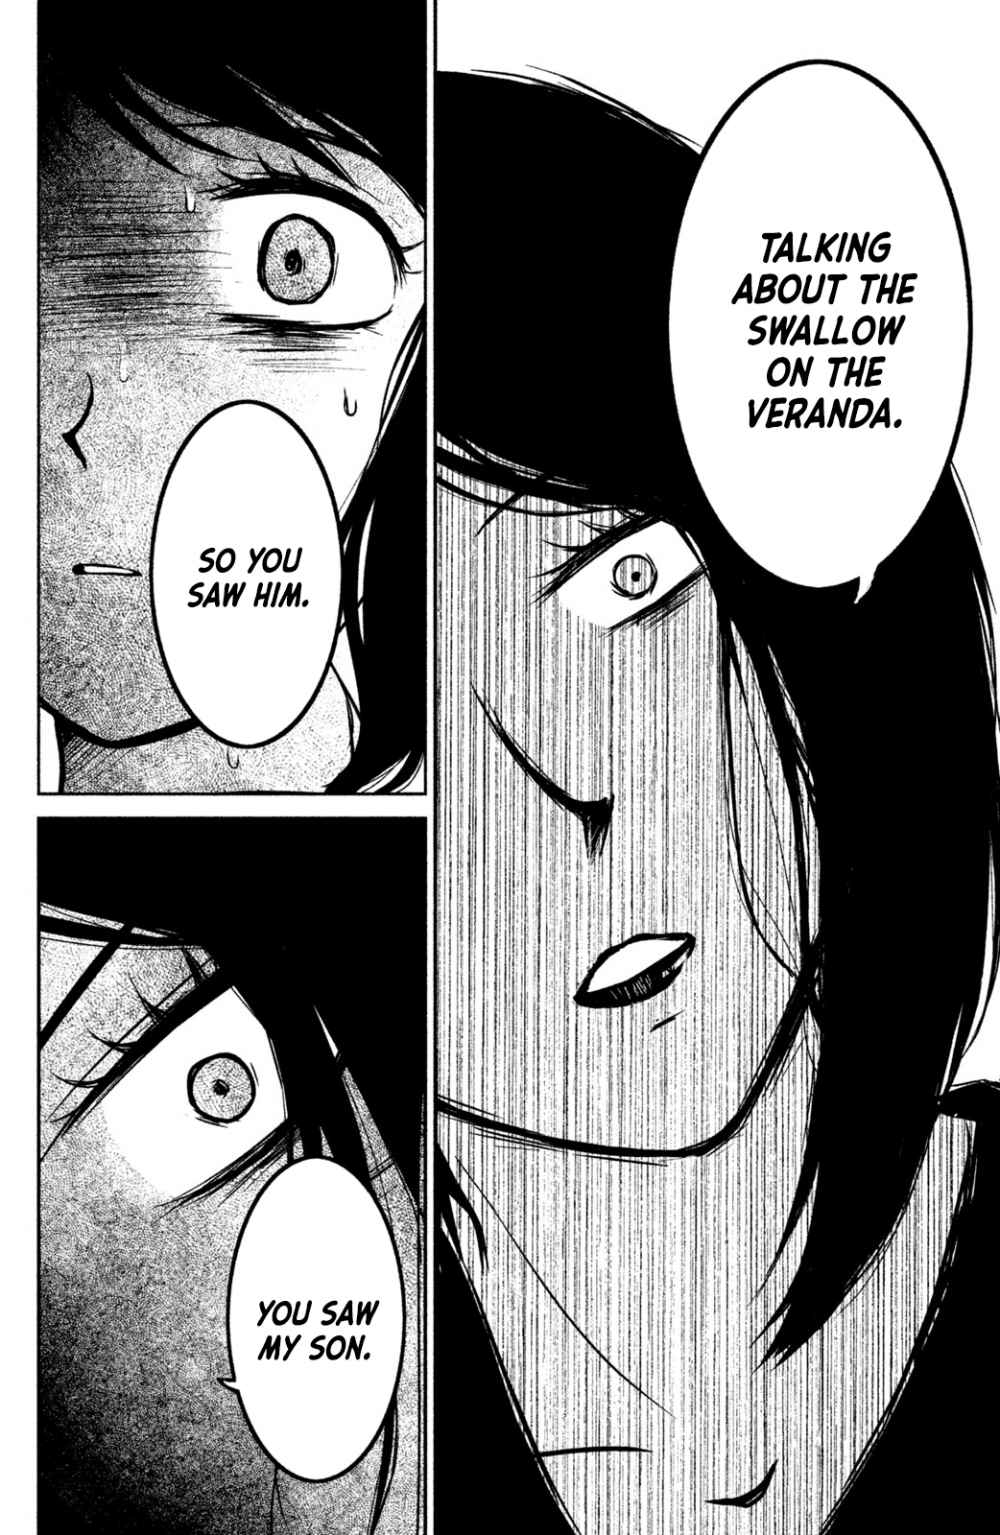 TALKING
ABOUT THE
SWALLOW
ON THE
VERANDA.
SO YOU
SAW HIM.
YOU SAW
MY SON.